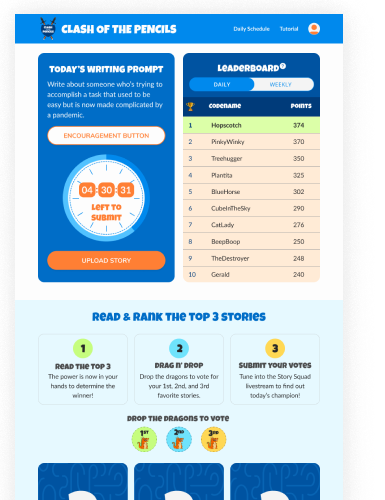 CLASH OF THE PENCILS
Daily Schedule
Tutorial
TODAY'S WRITING PROMPT
Write about someone who's trying to
accomplish a task that used to be
easy but is now made complicated by
a pandemic.
ENCOURAGEMENT BUTTON
04:30:31
LEFT TO
SUBMIT
UPLOAD STORY
LEADERBOARD?
DAILY
WEEKLY
CODENAME
POINTS
1 Hopscotch 374
2 PinkyWinky 370
3 Treehugger 350
4 Plantita 325
5 BlueHorse 302
6 CubeInTheSky 290
7 CatLady 276
8 BeepBoop 250
9 TheDestroyer 248
10 Gerald 240
READ & RANK THE TOP 3 STORIES
1
READ THE TOP 3
The power is now in your
hands to determine the
winner!
2
DRAG N' DROP
Drop the dragons to vote for
your 1st, 2nd, and 3rd
favorite stories.
3
SUBMIT YOUR VOTES
Tune into the Story Squad
livestream to find out
today's champion!
DROP THE DRAGONS TO VOTE
1ST
2ND
3RD